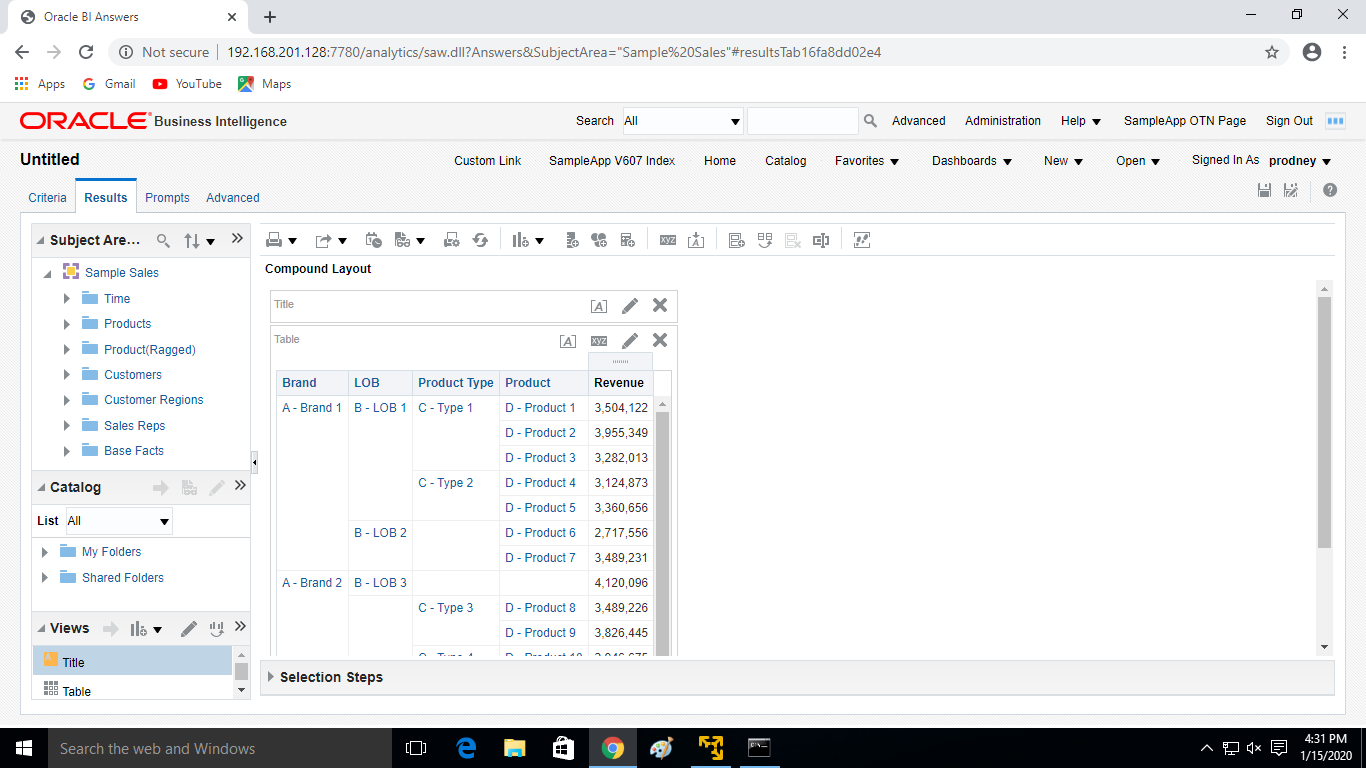 Oracle BI Answers
Not secure 192.168.201.128:7780/analytics/saw.dll?Answers&SubjectArea="Sample%20Sales"#resultsTab16fa8dd02e4
Apps Gmail YouTube Maps
ORACLE Business Intelligence Search All Advanced Administration Help SampleApp OTN Page Sign Out
Untitled Custom Link SampleApp V607 Index Home Catalog Favorites Dashboards New Open Signed In As prodney
Criteria Results Prompts Advanced
Subject Are...
Sample Sales
Time
Products
Product(Ragged)
Customers
Customer Regions
Sales Reps
Base Facts
Catalog
List All
My Folders
Shared Folders
Views
Title
Table
xyz A
Compound Layout
Title A
Table A xyz
Brand LOB Product Type Product Revenue
A - Brand 1 B - LOB 1 C - Type 1 D - Product 1 3,504,122
D - Product 2 3,955,349
D - Product 3 3,282,013
C - Type 2 D - Product 4 3,124,873
D - Product 5 3,360,656
B - LOB 2 D - Product 6 2,717,556
D - Product 7 3,489,231
A - Brand 2 B - LOB 3 4,120,096
C - Type 3 D - Product 8 3,489,226
D - Product 9 3,826,445
Selection Steps
Search the web and Windows
4:31 PM
1/15/2020